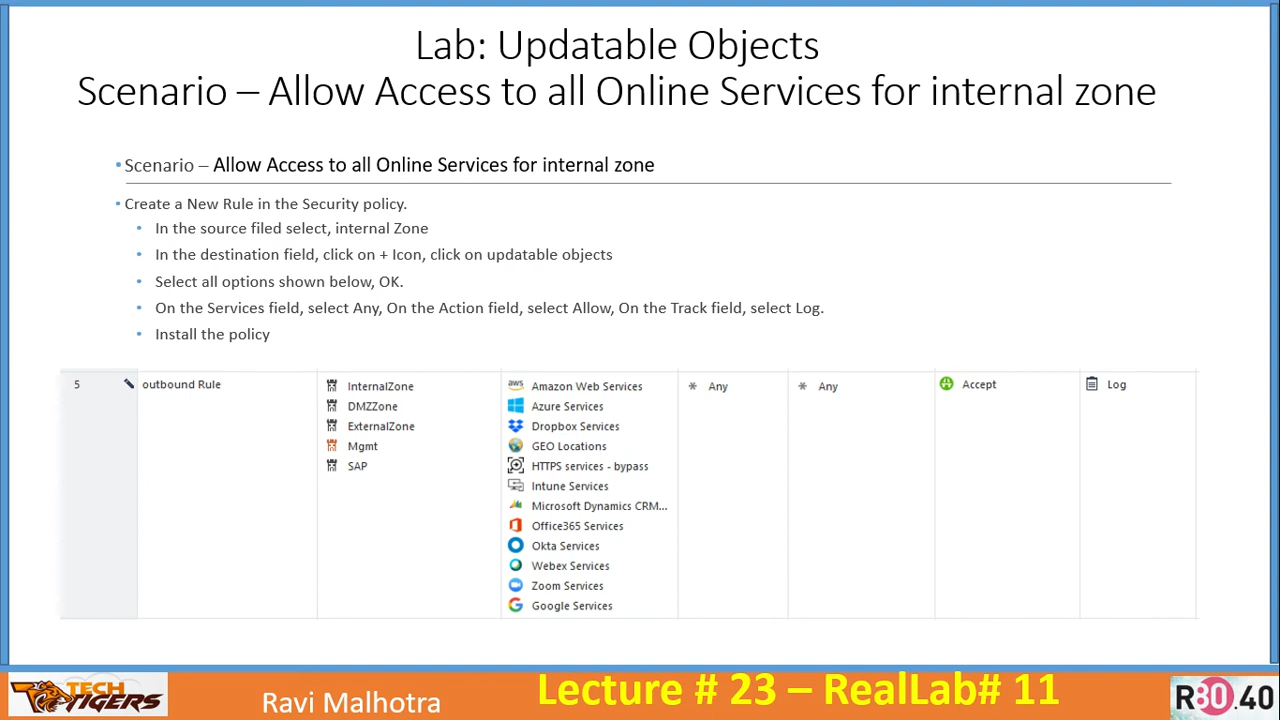 Lab: Updatable Objects
Scenario – Allow Access to all Online Services for internal zone
• Scenario – Allow Access to all Online Services for internal zone
• Create a New Rule in the Security policy.
• In the source filed select, internal Zone
• In the destination field, click on + Icon, click on updatable objects
• Select all options shown below, OK.
• On the Services field, select Any, On the Action field, select Allow, On the Track field, select Log.
• Install the policy
5 outbound Rule InternalZone Amazon Web Services * Any * Any Accept Log
DMZZone Azure Services
ExternalZone Dropbox Services
Mgmt GEO Locations
SAP HTTPS services - bypass
Intune Services
Microsoft Dynamics CRM...
Office365 Services
Okta Services
Webex Services
Zoom Services
Google Services
TECH TIGERS
Ravi Malhotra
Lecture # 23 – RealLab# 11
R80.40